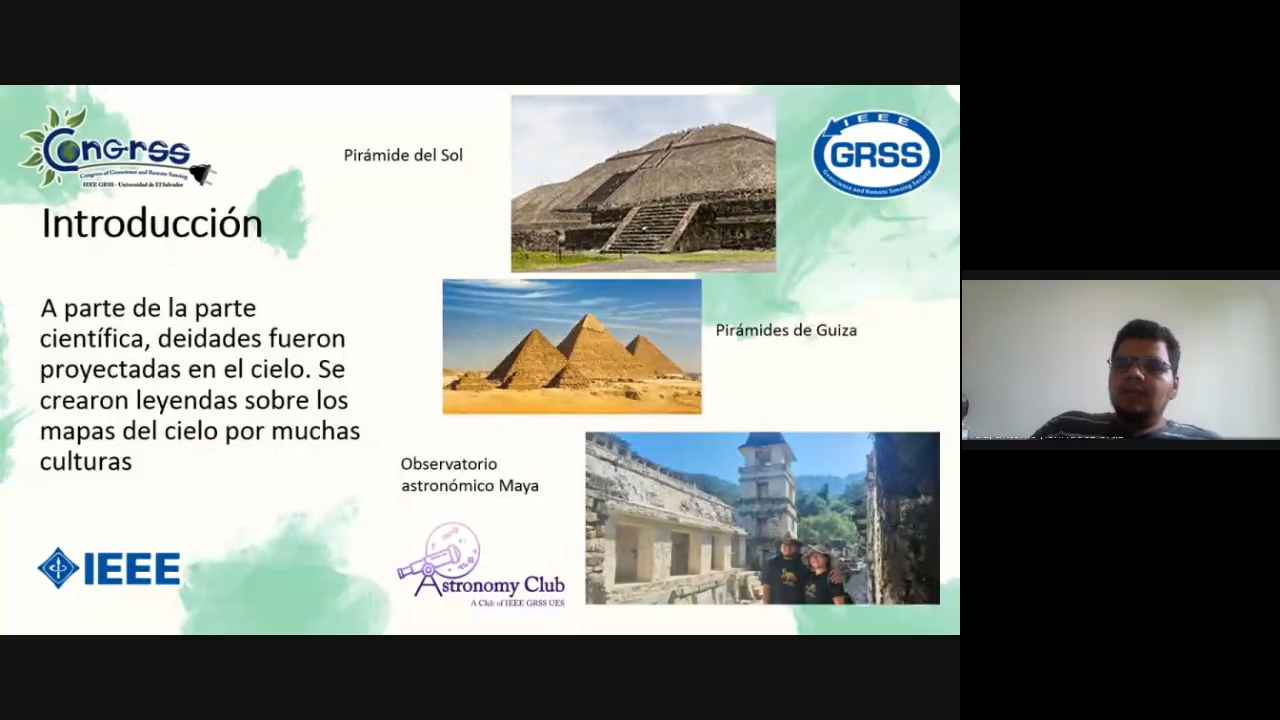 CONGRSS
Congress of Geoscience and Remote Sensing
IEEE GRSS - Universidad de El Salvador
Pirámide del Sol
IEEE
GRSS
Geoscience and Remote Sensing Society
Introducción
A parte de la parte
científica, deidades fueron
proyectadas en el cielo. Se
crearon leyendas sobre los
mapas del cielo por muchas
culturas
Pirámides de Guiza
Observatorio
astronómico Maya
IEEE
Astronomy Club
A Club of IEEE GRSS UES